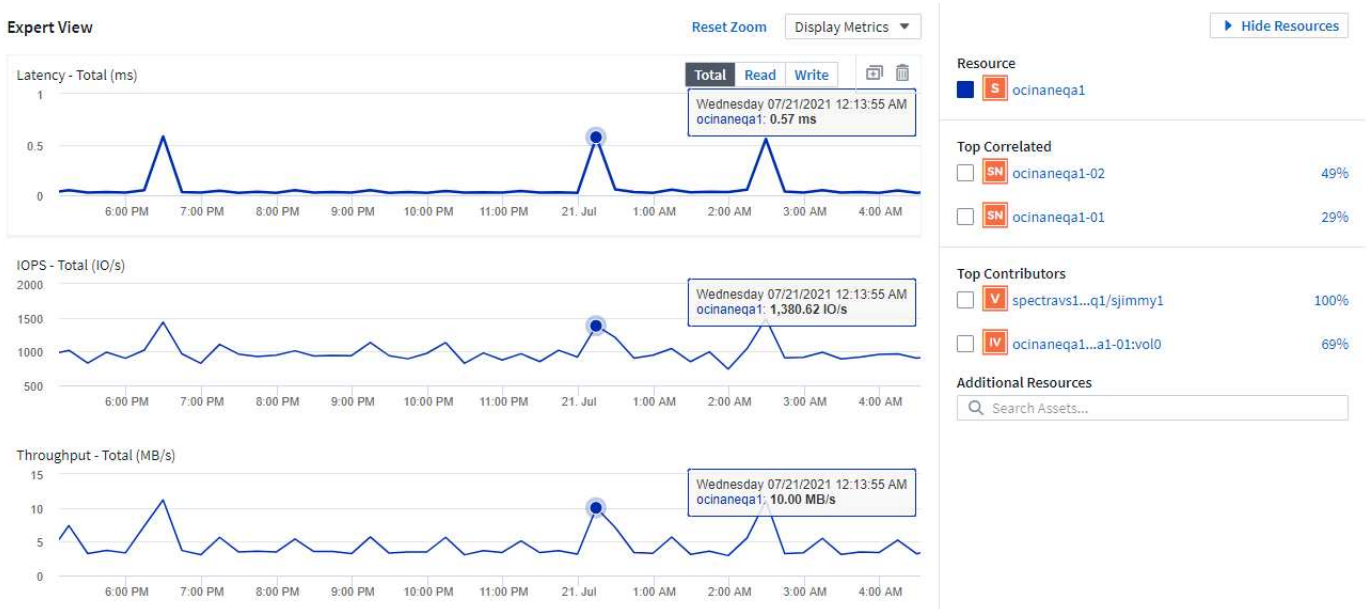 Expert View
Reset Zoom
Display Metrics
Hide Resources
Latency - Total (ms)
Total Read Write
Wednesday 07/21/2021 12:13:55 AM
ocinaneqa1: 0.57 ms
1
0.5
0
6:00 PM 7:00 PM 8:00 PM 9:00 PM 10:00 PM 11:00 PM 21. Jul 1:00 AM 2:00 AM 3:00 AM 4:00 AM
IOPS - Total (IO/s)
Wednesday 07/21/2021 12:13:55 AM
ocinaneqa1: 1,380.62 IO/s
2000
1500
1000
500
6:00 PM 7:00 PM 8:00 PM 9:00 PM 10:00 PM 11:00 PM 21. Jul 1:00 AM 2:00 AM 3:00 AM 4:00 AM
Throughput - Total (MB/s)
Wednesday 07/21/2021 12:13:55 AM
ocinaneqa1: 10.00 MB/s
15
10
5
0
6:00 PM 7:00 PM 8:00 PM 9:00 PM 10:00 PM 11:00 PM 21. Jul 1:00 AM 2:00 AM 3:00 AM 4:00 AM
Resource
S ocinaneqa1
Top Correlated
SN ocinaneqa1-02 49%
SN ocinaneqa1-01 29%
Top Contributors
V spectravs1...q1/sjimmy1 100%
IV ocinaneqa1...a1-01:vol0 69%
Additional Resources
Search Assets...